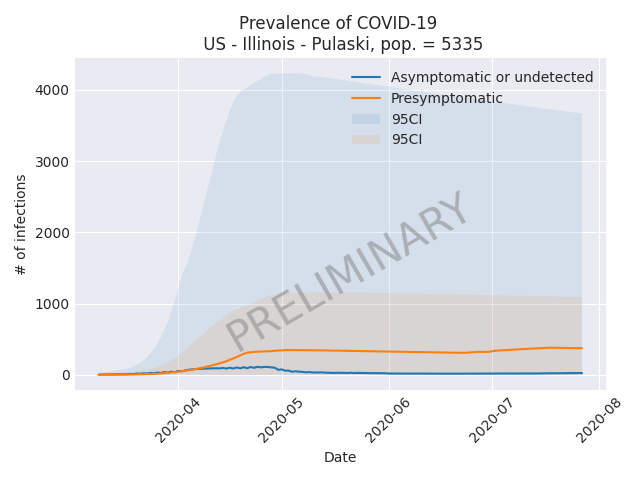 Prevalence of COVID-19
US - Illinois - Pulaski, pop. = 5335
Asymptomatic or undetected
Presymptomatic
95CI
95CI
PRELIMINARY
# of infections
4000
3000
2000
1000
0
2020-04
2020-05
2020-06
2020-07
2020-08
Date